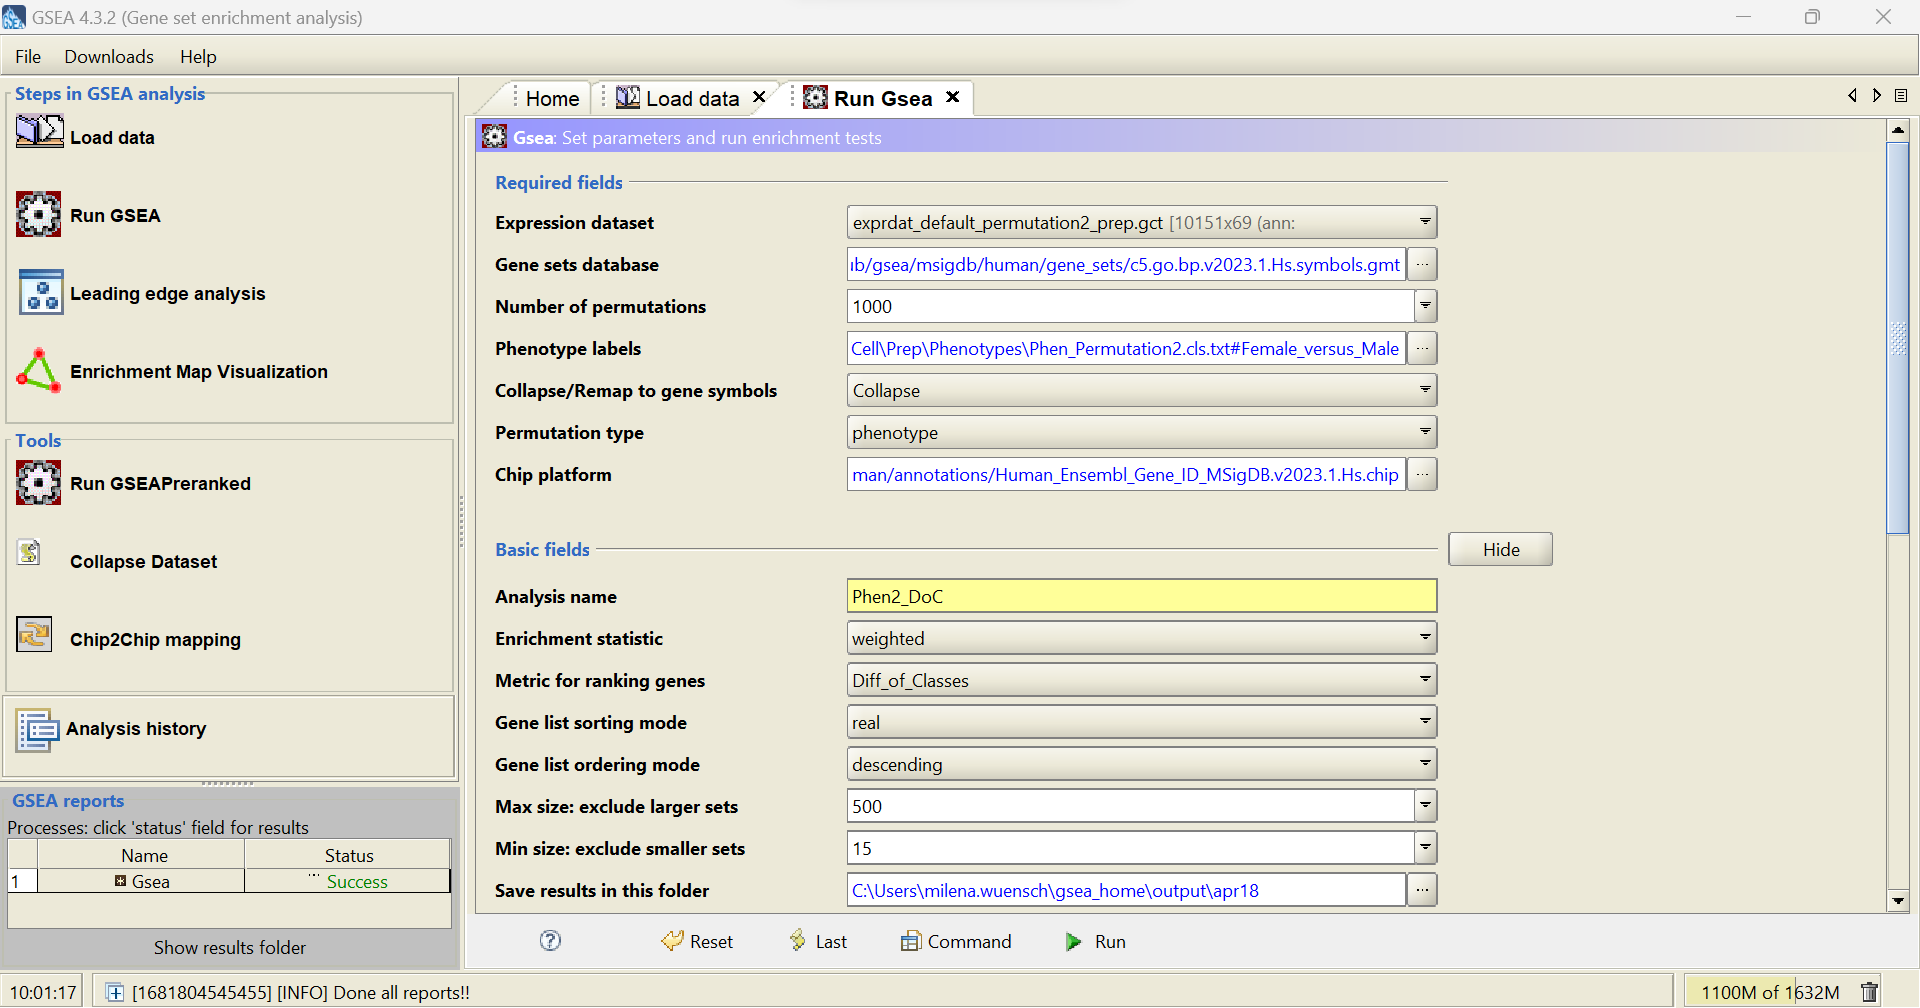 GSEA 4.3.2 (Gene set enrichment analysis)
File Downloads Help
Steps in GSEA analysis
Load data
Run GSEA
Leading edge analysis
Enrichment Map Visualization
Tools
Run GSEAPreranked
Collapse Dataset
Chip2Chip mapping
Analysis history
GSEA reports
Processes: click 'status' field for results
Name Status
1 Gsea ... Success
Show results folder
Home Load data Run Gsea
Gsea: Set parameters and run enrichment tests
Required fields
Expression dataset exprdat_default_permutation2_prep.gct [10151x69 (ann:
Gene sets database ıb/gsea/msigdb/human/gene_sets/c5.go.bp.v2023.1.Hs.symbols.gmt ...
Number of permutations 1000
Phenotype labels Cell\Prep\Phenotypes\Phen_Permutation2.cls.txt#Female_versus_Male ...
Collapse/Remap to gene symbols Collapse
Permutation type phenotype
Chip platform man/annotations/Human_Ensembl_Gene_ID_MSigDB.v2023.1.Hs.chip ...
Basic fields Hide
Analysis name Phen2_DoC
Enrichment statistic weighted
Metric for ranking genes Diff_of_Classes
Gene list sorting mode real
Gene list ordering mode descending
Max size: exclude larger sets 500
Min size: exclude smaller sets 15
Save results in this folder C:\Users\milena.wuensch\gsea_home\output\apr18 ...
? Reset Last Command Run
10:01:17 [1681804545455] [INFO] Done all reports!! 1100M of 1632M